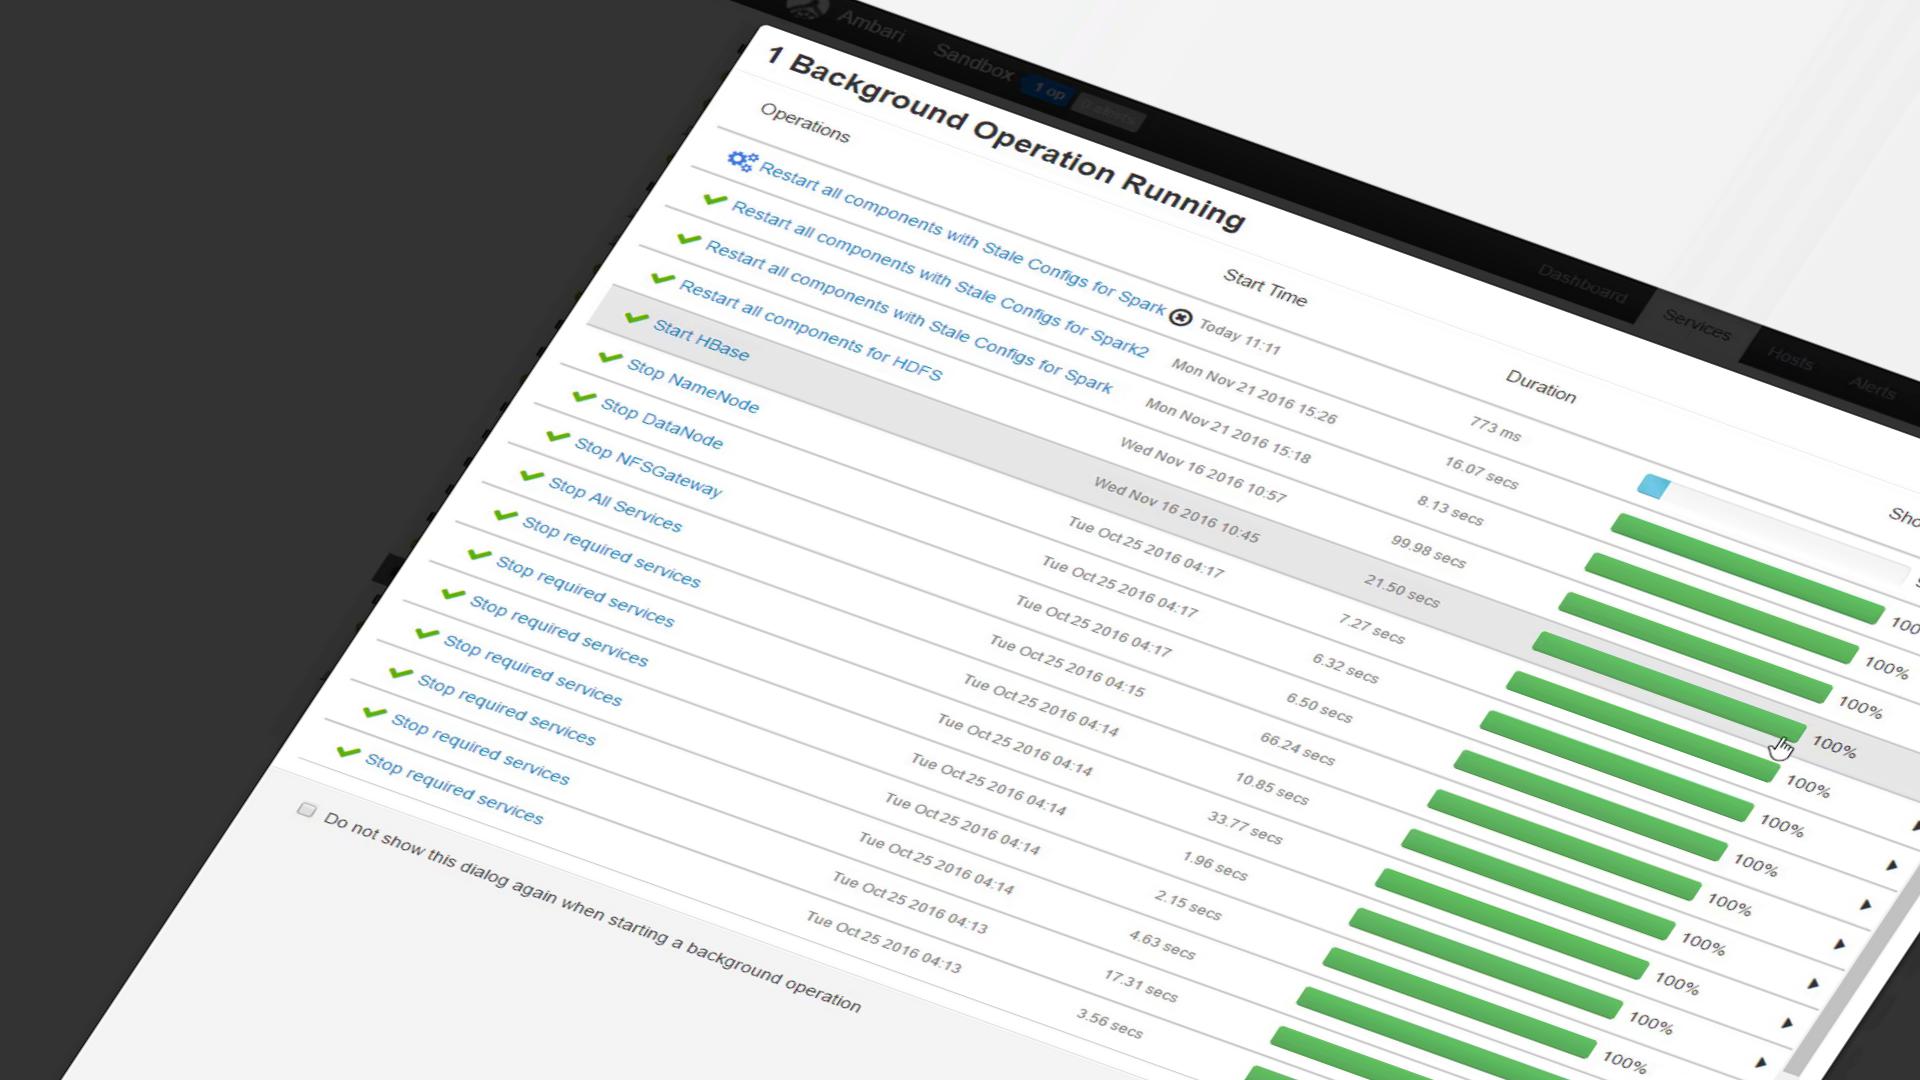 Ambari Sandbox 1 op 0 alerts
Dashboard Services Hosts Alerts
1 Background Operation Running
Operations Start Time Duration
Restart all components with Stale Configs for Spark Today 11:11 773 ms
Restart all components with Stale Configs for Spark2 Mon Nov 21 2016 15:26 16.07 secs 100
Restart all components with Stale Configs for Spark Mon Nov 21 2016 15:18 8.13 secs 100%
Restart all components for HDFS Wed Nov 16 2016 10:57 99.98 secs 100%
Start HBase Wed Nov 16 2016 10:45 21.50 secs 100%
Stop NameNode Tue Oct 25 2016 04:17 7.27 secs 100%
Stop DataNode Tue Oct 25 2016 04:17 6.32 secs 100%
Stop NFSGateway Tue Oct 25 2016 04:17 6.50 secs 100%
Stop All Services Tue Oct 25 2016 04:15 66.24 secs 100%
Stop required services Tue Oct 25 2016 04:14 10.85 secs 100%
Stop required services Tue Oct 25 2016 04:14 33.77 secs 100%
Stop required services Tue Oct 25 2016 04:14 1.96 secs 100%
Stop required services Tue Oct 25 2016 04:14 2.15 secs 100%
Stop required services Tue Oct 25 2016 04:14 4.63 secs
Stop required services Tue Oct 25 2016 04:13 17.31 secs
Stop required services Tue Oct 25 2016 04:13 3.56 secs
Do not show this dialog again when starting a background operation